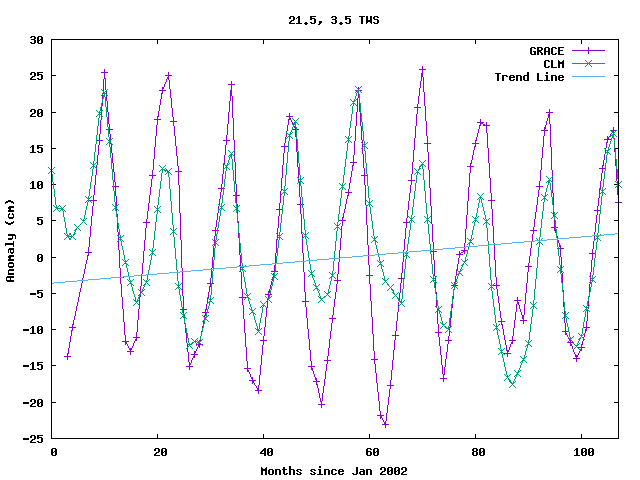 21.5, 3.5 TWS
GRACE
CLM
Trend Line
30
25
20
15
10
5
0
-5
-10
-15
-20
-25
Anomaly (cm)
0 20 40 60 80 100
Months since Jan 2002